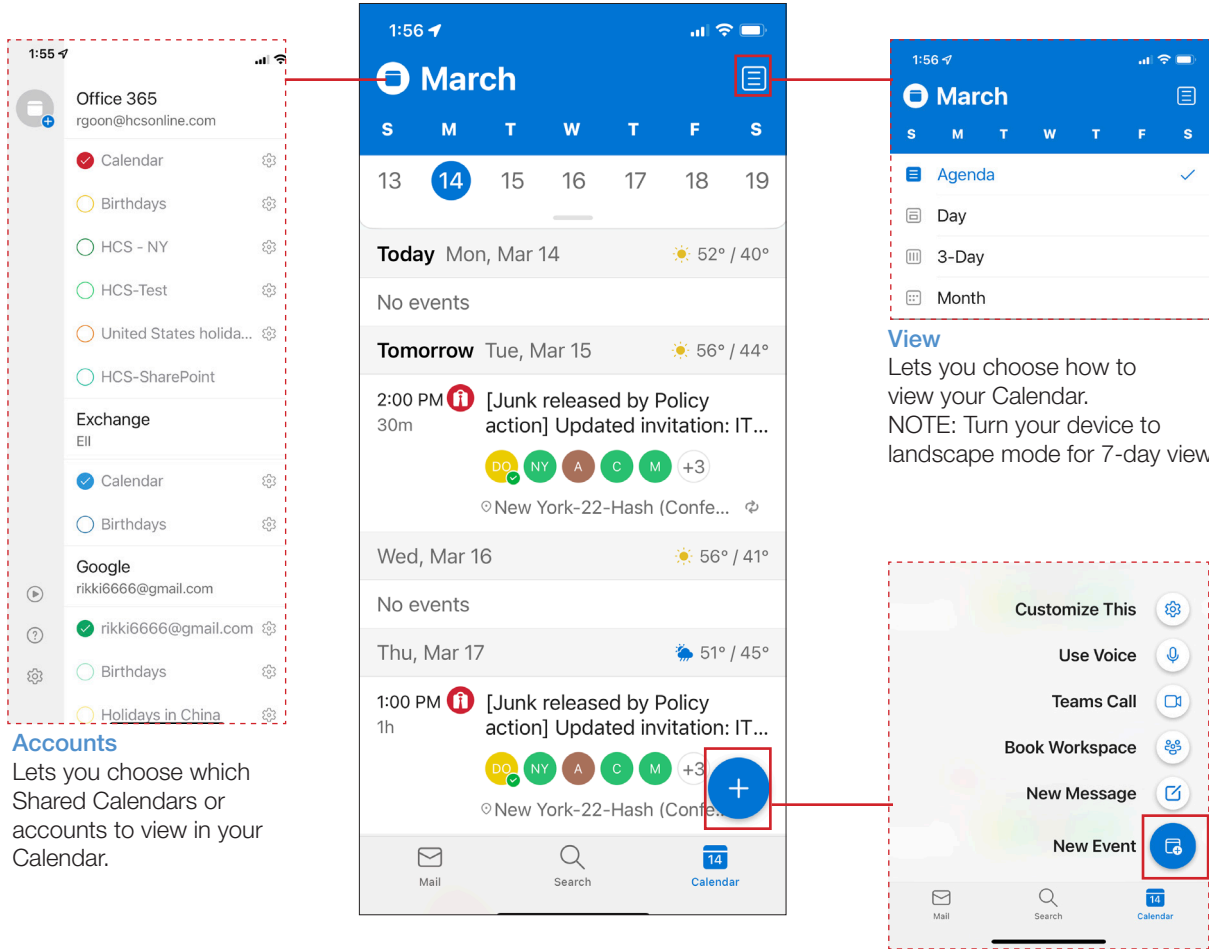 1:55
Office 365
rgoon@hcsonline.com
Calendar
Birthdays
HCS - NY
HCS-Test
United States holida...
HCS-SharePoint
Exchange
Ell
Calendar
Birthdays
Google
rikki6666@gmail.com
rikki6666@gmail.com
Birthdays
Holidays in China
Accounts
Lets you choose which
Shared Calendars or
accounts to view in your
Calendar.
1:56
March
S M T W T F S
13 14 15 16 17 18 19
Today Mon, Mar 14 52° / 40°
No events
Tomorrow Tue, Mar 15 56° / 44°
2:00 PM [Junk released by Policy
30m action] Updated invitation: IT...
DO NY A C M +3
New York-22-Hash (Confe...
Wed, Mar 16 56° / 41°
No events
Thu, Mar 17 51° / 45°
1:00 PM [Junk released by Policy
1h action] Updated invitation: IT...
DO NY A C M +3
New York-22-Hash (Confe...
14
Mail Search Calendar
1:56
March
S M T W T F S
Agenda
Day
3-Day
Month
View
Lets you choose how to
view your Calendar.
NOTE: Turn your device to
landscape mode for 7-day view
Customize This
Use Voice
Teams Call
Book Workspace
New Message
New Event
14
Mail Search Calendar